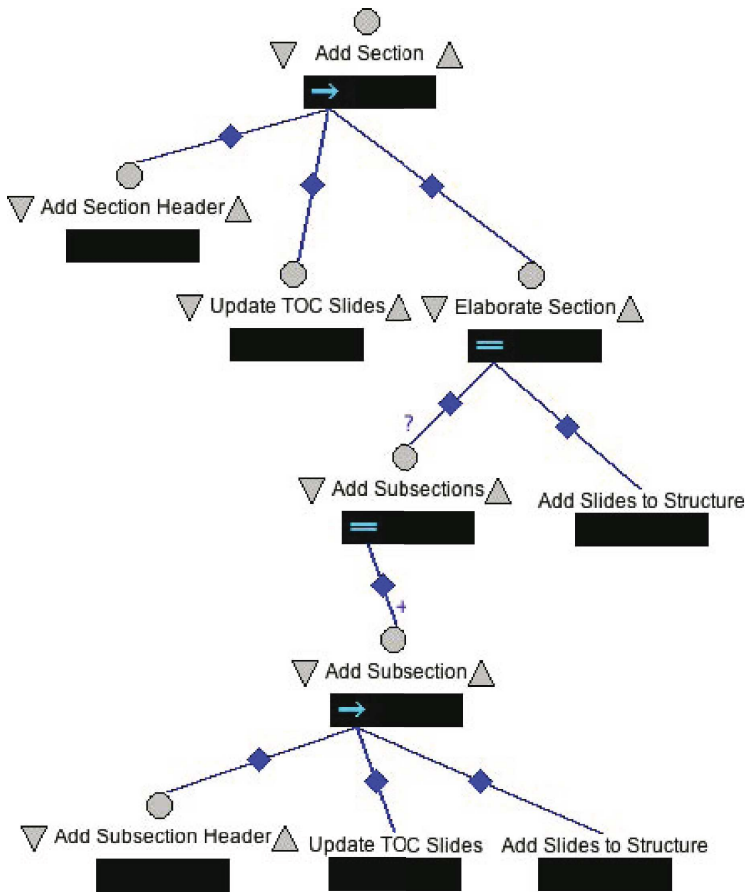 Add Section
Add Section Header
Update TOC Slides
Elaborate Section
?
Add Subsections
Add Slides to Structure
+
Add Subsection
Add Subsection Header
Update TOC Slides
Add Slides to Structure